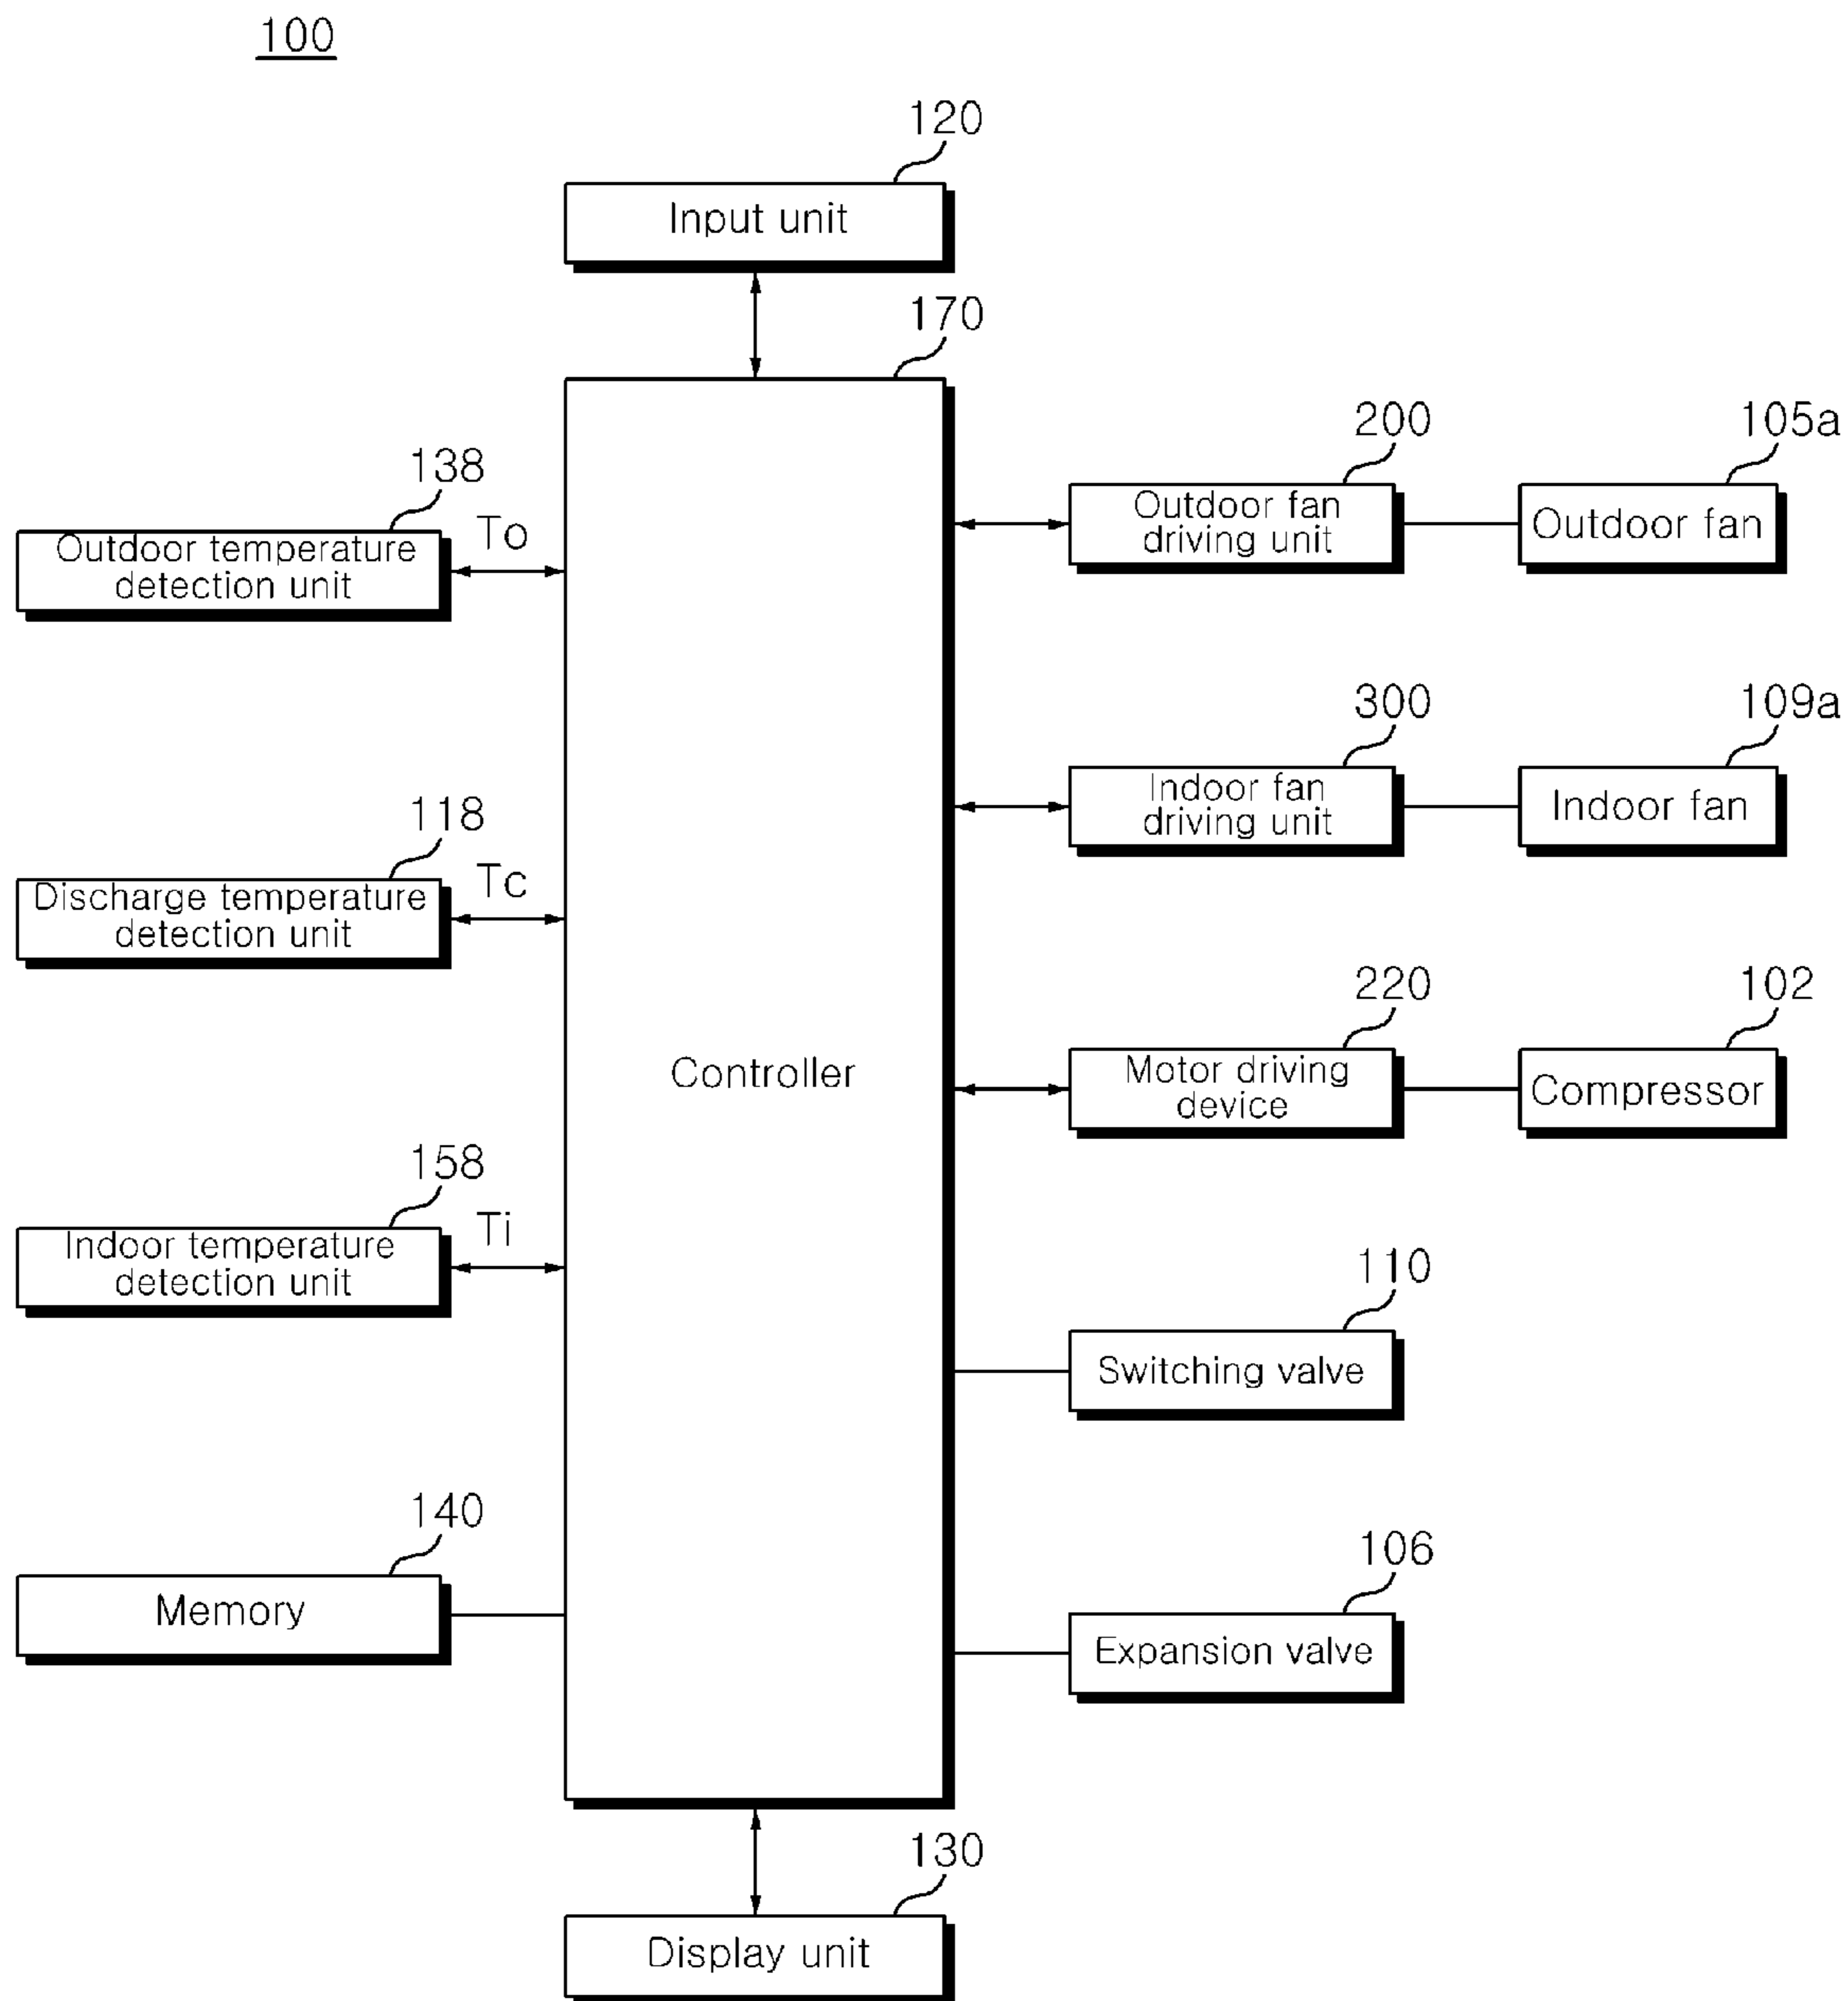 100
120
Input unit
170
Controller
138
To
Outdoor temperature
detection unit
118
Tc
Discharge temperature
detection unit
158
Ti
Indoor temperature
detection unit
140
Memory
200
Outdoor fan
driving unit
105a
Outdoor fan
300
Indoor fan
driving unit
109a
Indoor fan
220
Motor driving
device
102
Compressor
110
Switching valve
106
Expansion valve
130
Display unit